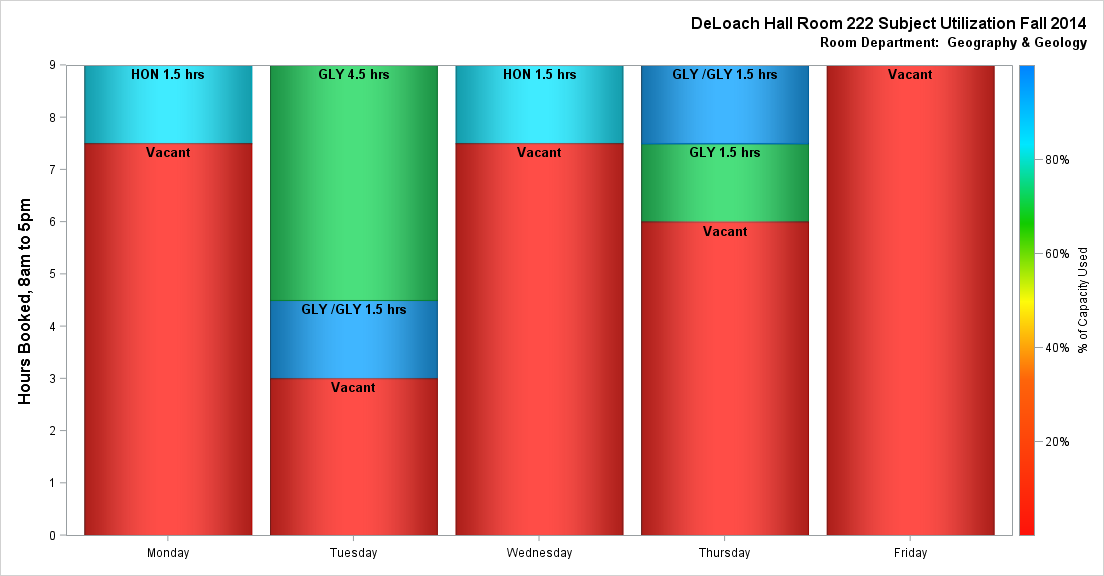 DeLoach Hall Room 222 Subject Utilization Fall 2014
Room Department: Geography & Geology
Hours Booked, 8am to 5pm
9
8
7
6
5
4
3
2
1
0
HON 1.5 hrs
Vacant
GLY 4.5 hrs
GLY /GLY 1.5 hrs
Vacant
HON 1.5 hrs
Vacant
GLY /GLY 1.5 hrs
GLY 1.5 hrs
Vacant
Vacant
Monday
Tuesday
Wednesday
Thursday
Friday
80%
60%
40%
20%
% of Capacity Used